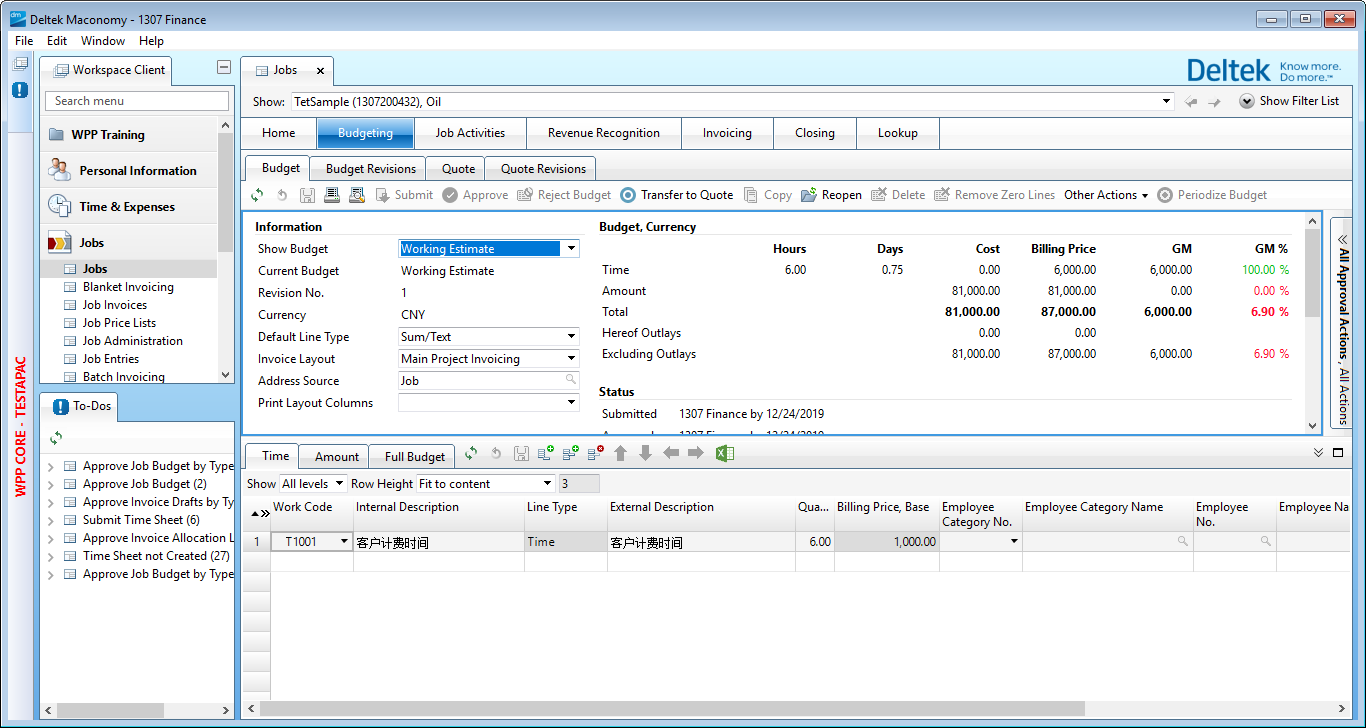 Deltek Maconomy - 1307 Finance
File Edit Window Help
Workspace Client
Search menu
WPP Training
Personal Information
Time & Expenses
Jobs
Jobs
Blanket Invoicing
Job Invoices
Job Price Lists
Job Administration
Job Entries
Batch Invoicing
WPP CORE - TESTAPAC
To-Dos
Approve Job Budget by Type
Approve Job Budget (2)
Approve Invoice Drafts by Ty
Submit Time Sheet (6)
Approve Invoice Allocation L
Time Sheet not Created (27)
Approve Job Budget by Type
Jobs x
Deltek Know more. Do more.™
Show: TetSample (1307200432), Oil Show Filter List
Home Budgeting Job Activities Revenue Recognition Invoicing Closing Lookup
Budget Budget Revisions Quote Quote Revisions
Submit Approve Reject Budget Transfer to Quote Copy Reopen Delete Remove Zero Lines Other Actions Periodize Budget
Information
Show Budget Working Estimate
Current Budget Working Estimate
Revision No. 1
Currency CNY
Default Line Type Sum/Text
Invoice Layout Main Project Invoicing
Address Source Job
Print Layout Columns
Budget, Currency
Hours Days Cost Billing Price GM GM %
Time 6.00 0.75 0.00 6,000.00 6,000.00 100.00 %
Amount 81,000.00 81,000.00 0.00 0.00 %
Total 81,000.00 87,000.00 6,000.00 6.90 %
Hereof Outlays 0.00 0.00
Excluding Outlays 81,000.00 87,000.00 6,000.00 6.90 %
Status
Submitted 1307 Finance by 12/24/2019
All Approval Actions, All Actions
Time Amount Full Budget
Show All levels Row Height Fit to content 3
Work Code Internal Description Line Type External Description Qua... Billing Price, Base Employee Category No. Employee Category Name Employee No. Employee Na
1 T1001 客户计费时间 Time 客户计费时间 6.00 1,000.00